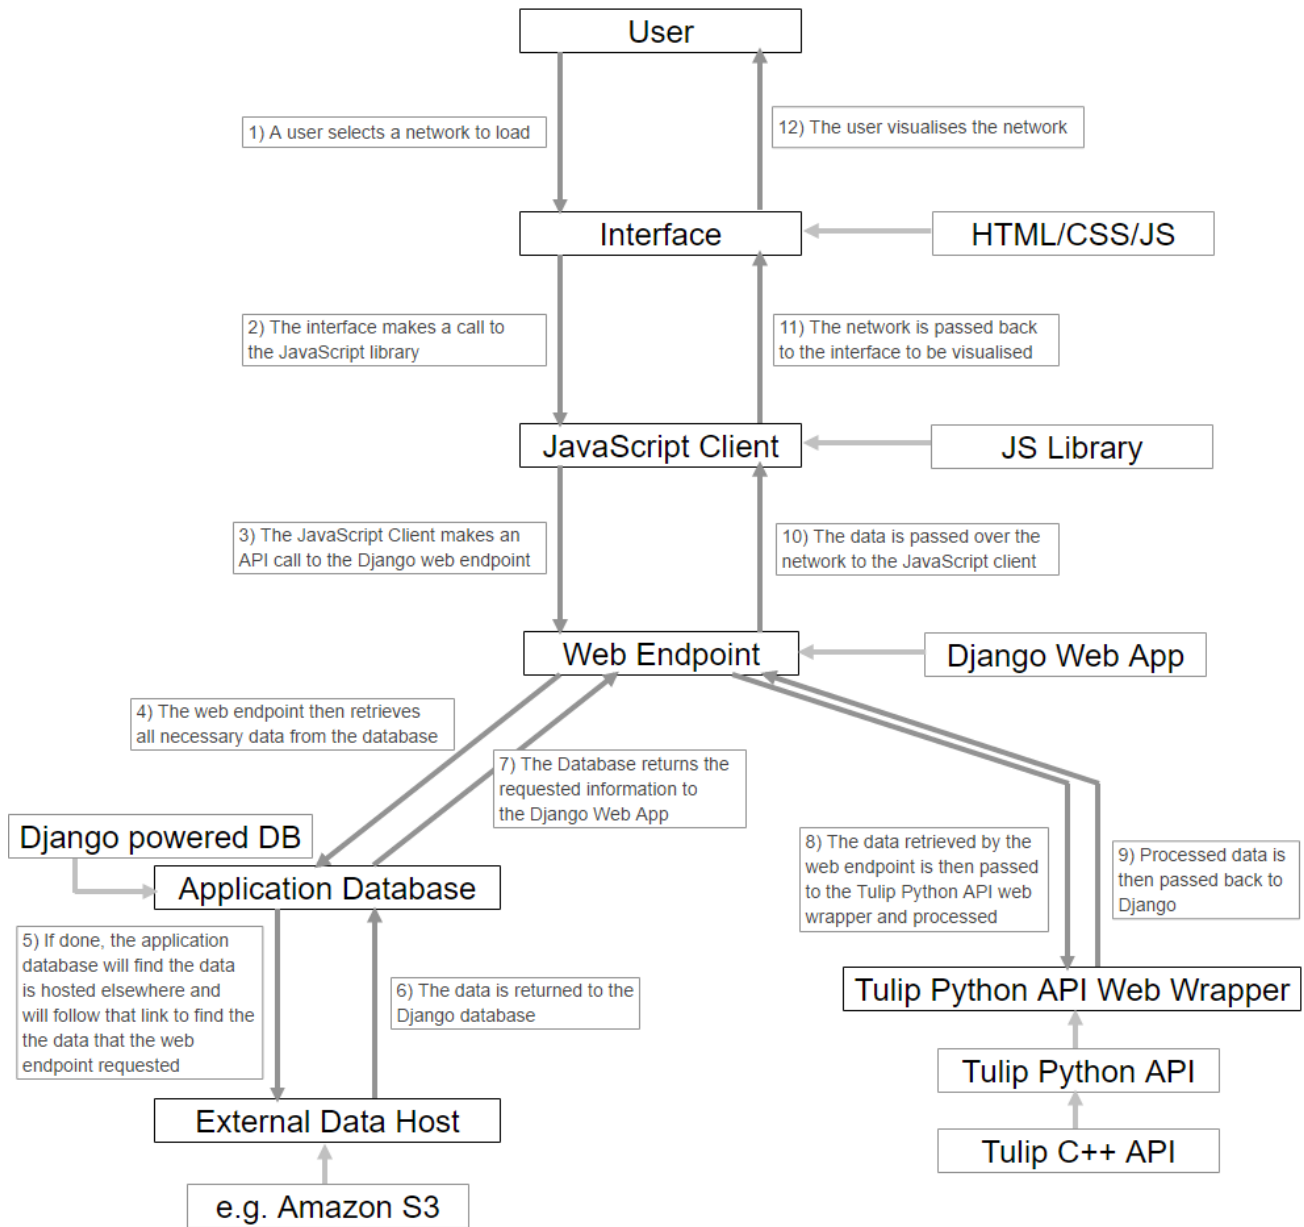 User
1) A user selects a network to load
12) The user visualises the network
Interface
HTML/CSS/JS
2) The interface makes a call to
the JavaScript library
11) The network is passed back
to the interface to be visualised
JavaScript Client
JS Library
3) The JavaScript Client makes an
API call to the Django web endpoint
10) The data is passed over the
network to the JavaScript client
Web Endpoint
Django Web App
4) The web endpoint then retrieves
all necessary data from the database
7) The Database returns the
requested information to
the Django Web App
Django powered DB
Application Database
8) The data retrieved by the
web endpoint is then passed
to the Tulip Python API web
wrapper and processed
9) Processed data is
then passed back to
Django
5) If done, the application
database will find the data
is hosted elsewhere and
will follow that link to find the
the data that the web
endpoint requested
6) The data is returned to the
Django database
Tulip Python API Web Wrapper
Tulip Python API
External Data Host
Tulip C++ API
e.g. Amazon S3